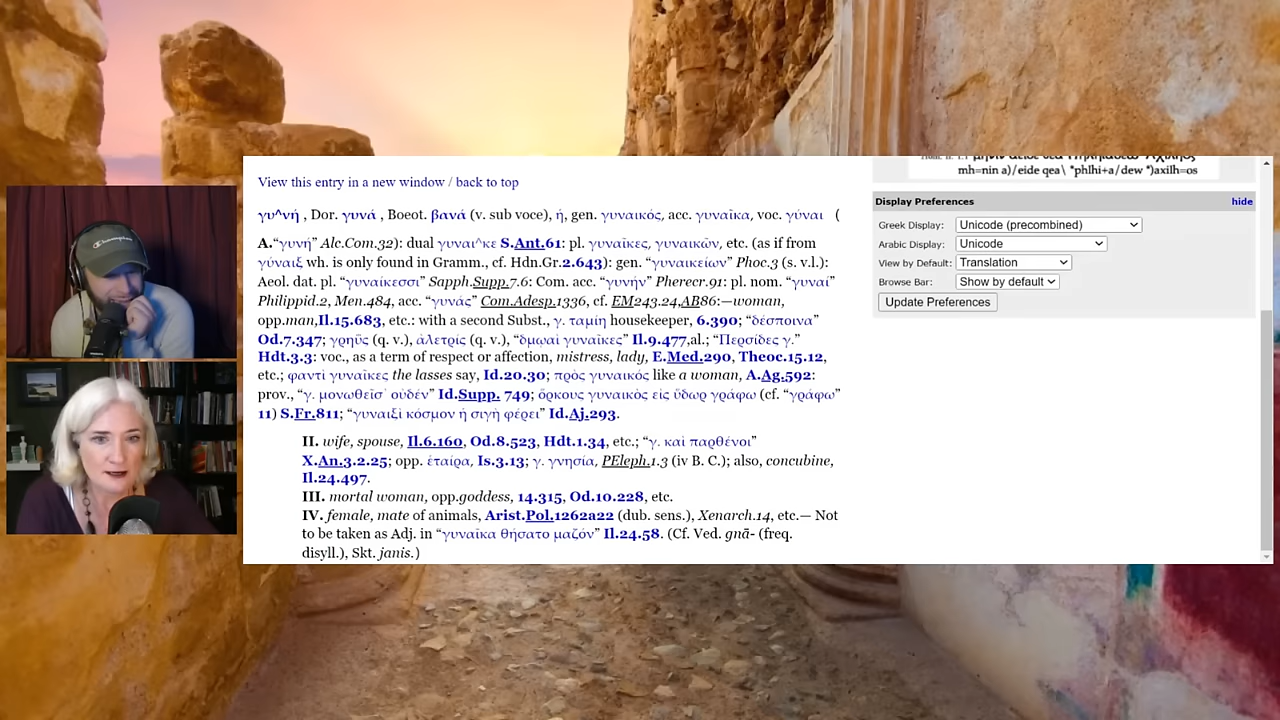 mh=nin a)/eide qea\ *phlhi+a/dew *)axilh=os
View this entry in a new window / back to top
γυ^νή , Dor. γυνά , Boeot. βανά (v. sub voce), ἡ, gen. γυναικός, acc. γυναῖκα, voc. γύναι (
A.“γυνή” Alc.Com.32): dual γυναι^κε S.Ant.61: pl. γυναῖκες, γυναικῶν, etc. (as if from
γύναιξ wh. is only found in Gramm., cf. Hdn.Gr.2.643): gen. “γυναικείων” Phoc.3 (s. v.l.):
Aeol. dat. pl. “γυναίκεσσι” Sapph.Supp.7.6: Com. acc. “γυνήν” Pherecr.91: pl. nom. “γυναί”
Philippid.2, Men.484, acc. “γυνάς” Com.Adesp.1336, cf. EM243.24,AB86:—woman,
opp.man,Il.15.683, etc.: with a second Subst., γ. ταμίη housekeeper, 6.390; “δέσποινα”
Od.7.347; γρηῢς (q. v.), ἀλετρίς (q. v.), “δμῳαὶ γυναῖκες” Il.9.477,al.; “Περσίδες γ.”
Hdt.3.3: voc., as a term of respect or affection, mistress, lady, E.Med.290, Theoc.15.12,
etc.; φαντὶ γυναῖκες the lasses say, Id.20.30; πρὸς γυναικός like a woman, A.Ag.592:
prov., “γ. μονωθεῖσ᾽ οὐδέν” Id.Supp. 749; ὅρκους γυναικὸς εἰς ὕδωρ γράφω (cf. “γράφω”
11) S.Fr.811; “γυναιξὶ κόσμον ἡ σιγὴ φέρει” Id.Aj.293.
II. wife, spouse, Il.6.160, Od.8.523, Hdt.1.34, etc.; “γ. καὶ παρθένοι”
X.An.3.2.25; opp. ἑταίρα, Is.3.13; γ. γνησία, PEleph.1.3 (iv B. C.); also, concubine,
Il.24.497.
III. mortal woman, opp.goddess, 14.315, Od.10.228, etc.
IV. female, mate of animals, Arist.Pol.1262a22 (dub. sens.), Xenarch.14, etc.— Not
to be taken as Adj. in “γυναῖκα θήσατο μαζόν” Il.24.58. (Cf. Ved. gnā- (freq.
disyll.), Skt. janis.)
Display Preferences hide
Greek Display: Unicode (precombined)
Arabic Display: Unicode
View by Default: Translation
Browse Bar: Show by default
Update Preferences
Champion